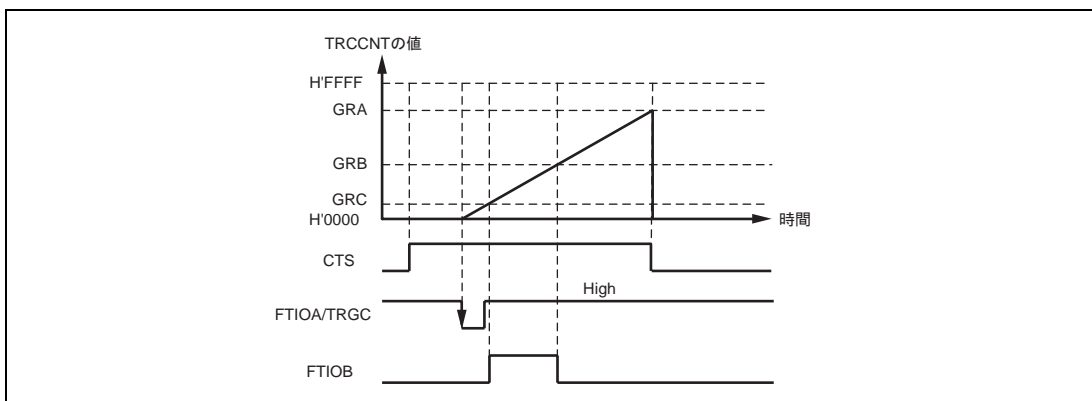 TRCCNTの値
H'FFFF
GRA
GRB
GRC
H'0000
時間
CTS
High
FTIOA/TRGC
FTIOB